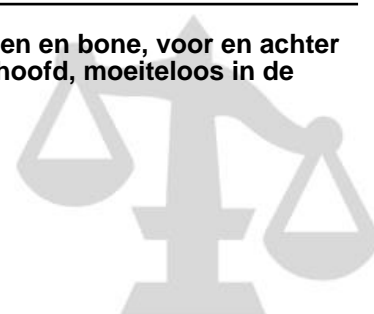 en en bone, voor en achter
hoofd, moeiteloos in de